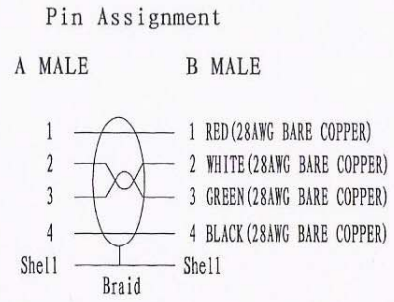 Pin Assignment
A MALE B MALE
1 1 RED(28AWG BARE COPPER)
2 2 WHITE(28AWG BARE COPPER)
3 3 GREEN(28AWG BARE COPPER)
4 4 BLACK(28AWG BARE COPPER)
Shell Shell
Braid